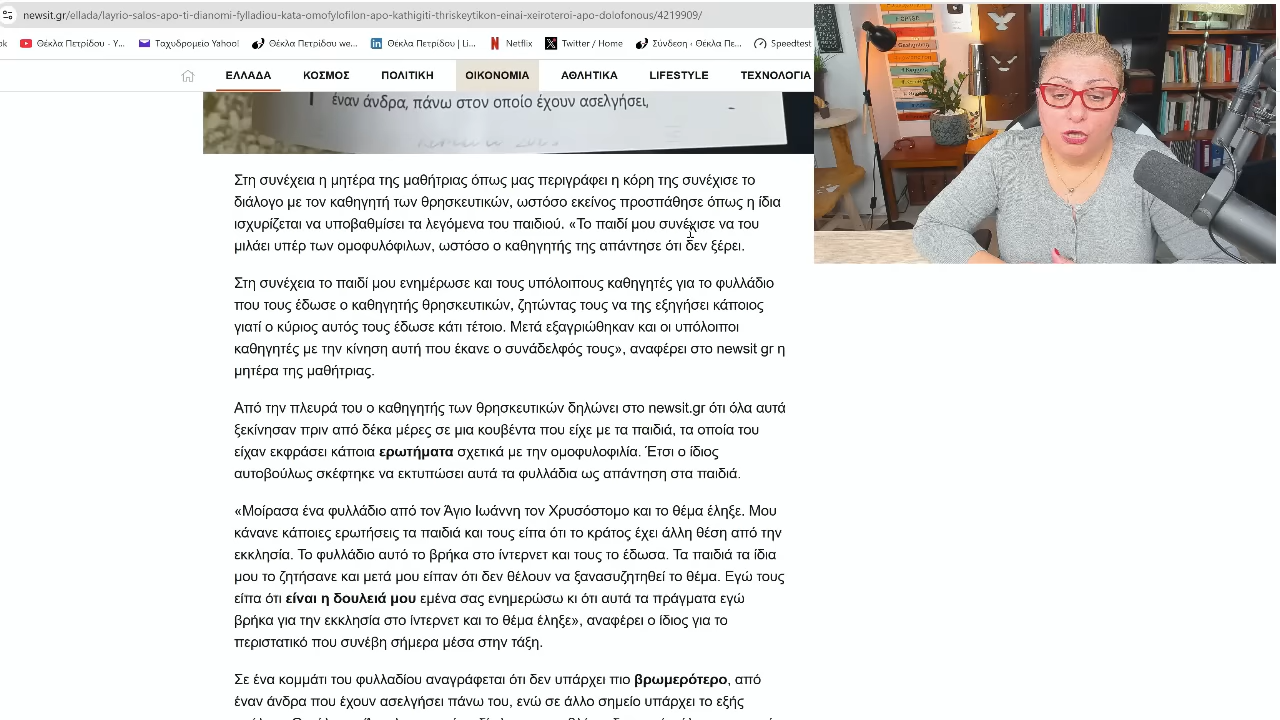 newsit.gr/ellada/layrio-salos-apo-ti-dianomi-fylladiou-kata-omofylofilon-apo-kathigiti-thriskeytikon-einai-xeiroteroi-apo-dolofonous/4219909/
ok Θέκλα Πετρίδου - Y... Ταχυδρομείο Yahoo! Θέκλα Πετρίδου we... Θεκλα Πετρίδου | Li... Netflix Twitter / Home Σύνδεση ‹ Θέκλα Πε... Speedtest
ΕΛΛΑΔΑ ΚΟΣΜΟΣ ΠΟΛΙΤΙΚΗ ΟΙΚΟΝΟΜΙΑ ΑΘΛΗΤΙΚΑ LIFESTYLE ΤΕΧΝΟΛΟΓΙΑ
έναν άνδρα, πάνω στον οποίο έχουν ασελγήσει,
Στη συνέχεια η μητέρα της μαθήτριας όπως μας περιγράφει η κόρη της συνέχισε το
διάλογο με τον καθηγητή των θρησκευτικών, ωστόσο εκείνος προσπάθησε όπως η ίδια
ισχυρίζεται να υποβαθμίσει τα λεγόμενα του παιδιού. «Το παιδί μου συνέχισε να του
μιλάει υπέρ των ομοφυλόφιλων, ωστόσο ο καθηγητής της απάντησε ότι δεν ξέρει.
Στη συνέχεια το παιδί μου ενημέρωσε και τους υπόλοιπους καθηγητές για το φυλλάδιο
που τους έδωσε ο καθηγητής θρησκευτικών, ζητώντας τους να της εξηγήσει κάποιος
γιατί ο κύριος αυτός τους έδωσε κάτι τέτοιο. Μετά εξαγριώθηκαν και οι υπόλοιποι
καθηγητές με την κίνηση αυτή που έκανε ο συνάδελφός τους», αναφέρει στο newsit gr η
μητέρα της μαθήτριας.
Από την πλευρά του ο καθηγητής των θρησκευτικών δηλώνει στο newsit.gr ότι όλα αυτά
ξεκίνησαν πριν από δέκα μέρες σε μια κουβέντα που είχε με τα παιδιά, τα οποία του
είχαν εκφράσει κάποια ερωτήματα σχετικά με την ομοφυλοφιλία. Έτσι ο ίδιος
αυτοβούλως σκέφτηκε να εκτυπώσει αυτά τα φυλλάδια ως απάντηση στα παιδιά.
«Μοίρασα ένα φυλλάδιο από τον Άγιο Ιωάννη τον Χρυσόστομο και το θέμα έληξε. Μου
κάνανε κάποιες ερωτήσεις τα παιδιά και τους είπα ότι το κράτος έχει άλλη θέση από την
εκκλησία. Το φυλλάδιο αυτό το βρήκα στο ίντερνετ και τους το έδωσα. Τα παιδιά τα ίδια
μου το ζητήσανε και μετά μου είπαν ότι δεν θέλουν να ξανασυζητηθεί το θέμα. Εγώ τους
είπα ότι είναι η δουλειά μου εμένα σας ενημερώσω κι ότι αυτά τα πράγματα εγώ
βρήκα για την εκκλησία στο ίντερνετ και το θέμα έληξε», αναφέρει ο ίδιος για το
περιστατικό που συνέβη σήμερα μέσα στην τάξη.
Σε ένα κομμάτι του φυλλαδίου αναγράφεται ότι δεν υπάρχει πιο βρωμερότερο, από
έναν άνδρα που έχουν ασελγήσει πάνω του, ενώ σε άλλο σημείο υπάρχει το εξής